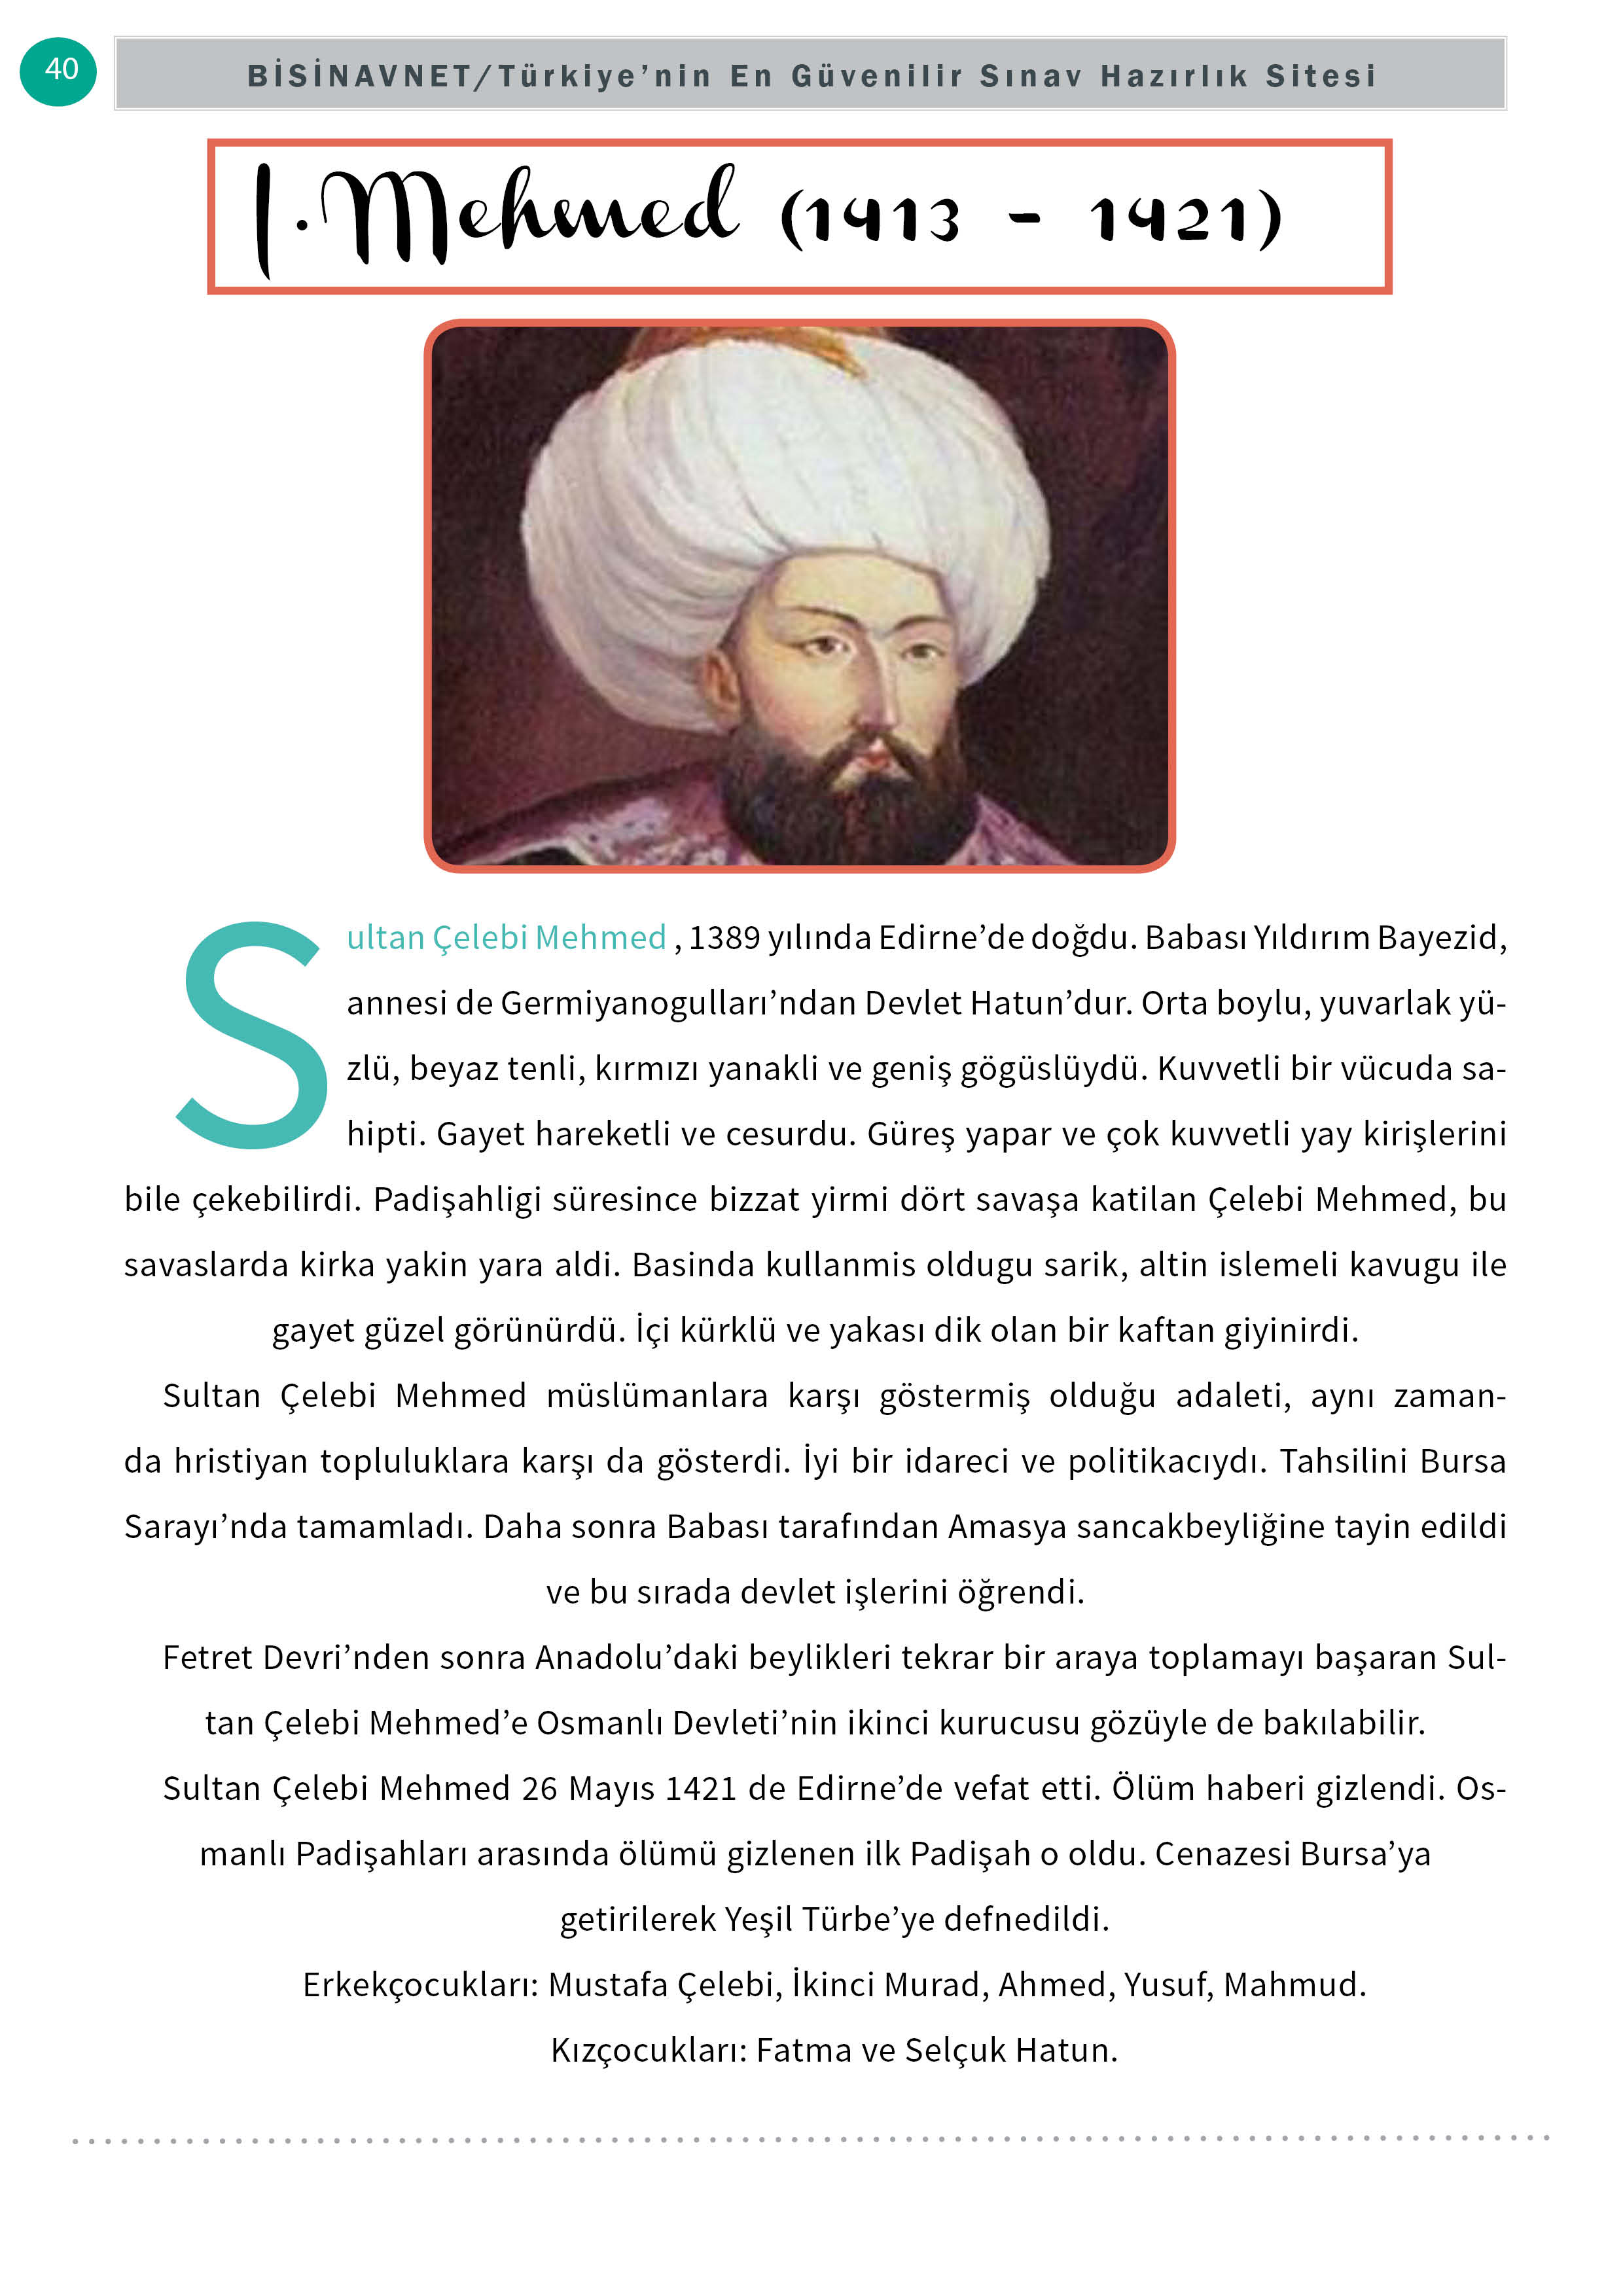 40
BİSİNAVNET/Türkiye’nin En Güvenilir Sınav Hazırlık Sitesi
I.Mehmed (1413 - 1421)
Sultan Çelebi Mehmed , 1389 yılında Edirne’de doğdu. Babası Yıldırım Bayezid,
annesi de Germiyanogulları’ndan Devlet Hatun’dur. Orta boylu, yuvarlak yü-
zlü, beyaz tenli, kırmızı yanakli ve geniş gögüslüydü. Kuvvetli bir vücuda sa-
hipti. Gayet hareketli ve cesurdu. Güreş yapar ve çok kuvvetli yay kirişlerini
bile çekebilirdi. Padişahligi süresince bizzat yirmi dört savaşa katilan Çelebi Mehmed, bu
savaslarda kirka yakin yara aldi. Basinda kullanmis oldugu sarik, altin islemeli kavugu ile
gayet güzel görünürdü. İçi kürklü ve yakası dik olan bir kaftan giyinirdi.
Sultan Çelebi Mehmed müslümanlara karşı göstermiş olduğu adaleti, aynı zaman-
da hristiyan topluluklara karşı da gösterdi. İyi bir idareci ve politikacıydı. Tahsilini Bursa
Sarayı’nda tamamladı. Daha sonra Babası tarafından Amasya sancakbeyliğine tayin edildi
ve bu sırada devlet işlerini öğrendi.
Fetret Devri’nden sonra Anadolu’daki beylikleri tekrar bir araya toplamayı başaran Sul-
tan Çelebi Mehmed’e Osmanlı Devleti’nin ikinci kurucusu gözüyle de bakılabilir.
Sultan Çelebi Mehmed 26 Mayıs 1421 de Edirne’de vefat etti. Ölüm haberi gizlendi. Os-
manlı Padişahları arasında ölümü gizlenen ilk Padişah o oldu. Cenazesi Bursa’ya
getirilerek Yeşil Türbe’ye defnedildi.
Erkekçocukları: Mustafa Çelebi, İkinci Murad, Ahmed, Yusuf, Mahmud.
Kızçocukları: Fatma ve Selçuk Hatun.